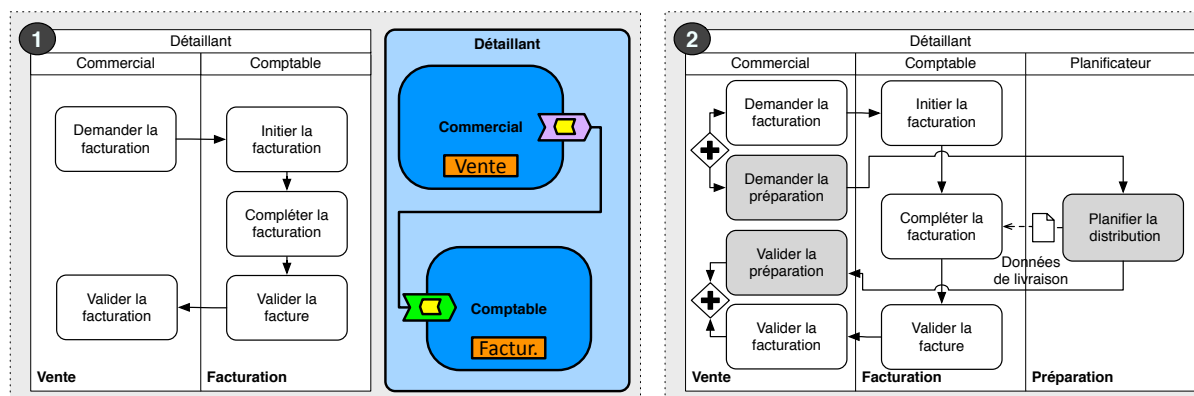 1
Détaillant
Commercial
Comptable
Demander la
facturation
Initier la
facturation
Compléter la
facturation
Valider la
facturation
Valider la
facture
Vente
Facturation
Détaillant
Commercial
Vente
Comptable
Factur.
2
Détaillant
Commercial
Comptable
Planificateur
Demander la
facturation
Initier la
facturation
Demander la
préparation
Compléter la
facturation
Planifier la
distribution
Valider la
préparation
Données
de livraison
Valider la
facturation
Valider la
facture
Vente
Facturation
Préparation